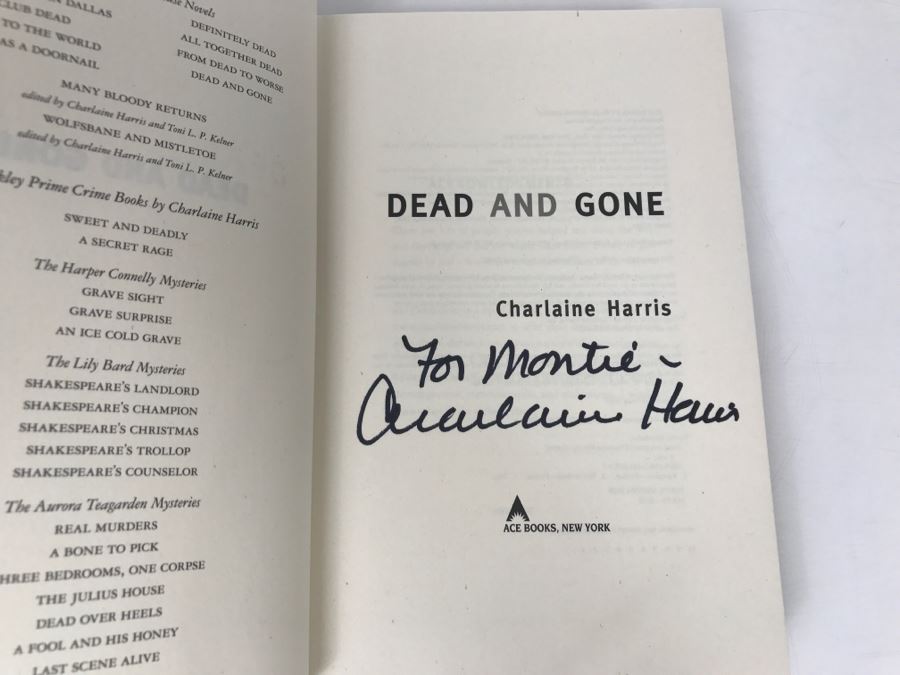 DALLAS
CLUB DEAD
TO THE WORLD
AS A DOORNAIL
Novels
DEFINITELY DEAD
ALL TOGETHER DEAD
FROM DEAD TO WORSE
DEAD AND GONE
MANY BLOODY RETURNS
edited by Charlaine Harris and Toni L. P. Kelner
WOLFSBANE AND MISTLETOE
edited by Charlaine Harris and Toni L. P. Kelner
Prime Crime Books by Charlaine Harris
SWEET AND DEADLY
A SECRET RAGE
The Harper Connelly Mysteries
GRAVE SIGHT
GRAVE SURPRISE
AN ICE COLD GRAVE
The Lily Bard Mysteries
SHAKESPEARE'S LANDLORD
SHAKESPEARE'S CHAMPION
SHAKESPEARE'S CHRISTMAS
SHAKESPEARE'S TROLLOP
SHAKESPEARE'S COUNSELOR
The Aurora Teagarden Mysteries
REAL MURDERS
A BONE TO PICK
THREE BEDROOMS, ONE CORPSE
THE JULIUS HOUSE
DEAD OVER HEELS
A FOOL AND HIS HONEY
LAST SCENE ALIVE
DEAD AND GONE
Charlaine Harris
For Montie -
Charlaine Harris
ACE BOOKS, NEW YORK